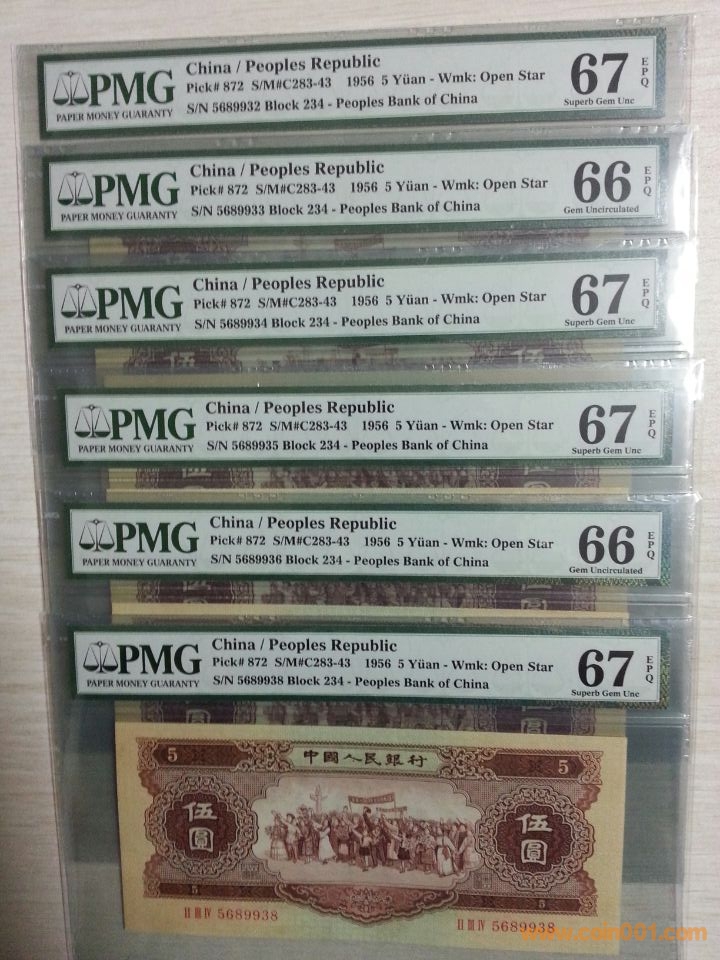 PMG
PAPER MONEY GUARANTY
China / Peoples Republic
Pick# 872 S/M#C283-43 1956 5 Yüan - Wmk: Open Star
S/N 5689932 Block 234 - Peoples Bank of China
67 EPQ
Superb Gem Unc
PMG
PAPER MONEY GUARANTY
China / Peoples Republic
Pick# 872 S/M#C283-43 1956 5 Yüan - Wmk: Open Star
S/N 5689933 Block 234 - Peoples Bank of China
66 EPQ
Gem Uncirculated
PMG
PAPER MONEY GUARANTY
China / Peoples Republic
Pick# 872 S/M#C283-43 1956 5 Yüan - Wmk: Open Star
S/N 5689934 Block 234 - Peoples Bank of China
67 EPQ
Superb Gem Unc
伍 伍
PMG
PAPER MONEY GUARANTY
China / Peoples Republic
Pick# 872 S/M#C283-43 1956 5 Yüan - Wmk: Open Star
S/N 5689935 Block 234 - Peoples Bank of China
67 EPQ
Superb Gem Unc
PMG
PAPER MONEY GUARANTY
China / Peoples Republic
Pick# 872 S/M#C283-43 1956 5 Yüan - Wmk: Open Star
S/N 5689936 Block 234 - Peoples Bank of China
66 EPQ
Gem Uncirculated
PMG
PAPER MONEY GUARANTY
China / Peoples Republic
Pick# 872 S/M#C283-43 1956 5 Yüan - Wmk: Open Star
S/N 5689938 Block 234 - Peoples Bank of China
67 EPQ
Superb Gem Unc
5 中國人民銀行 5
伍圓 伍圓
5 5
II III IV 5689938 II III IV 5689938